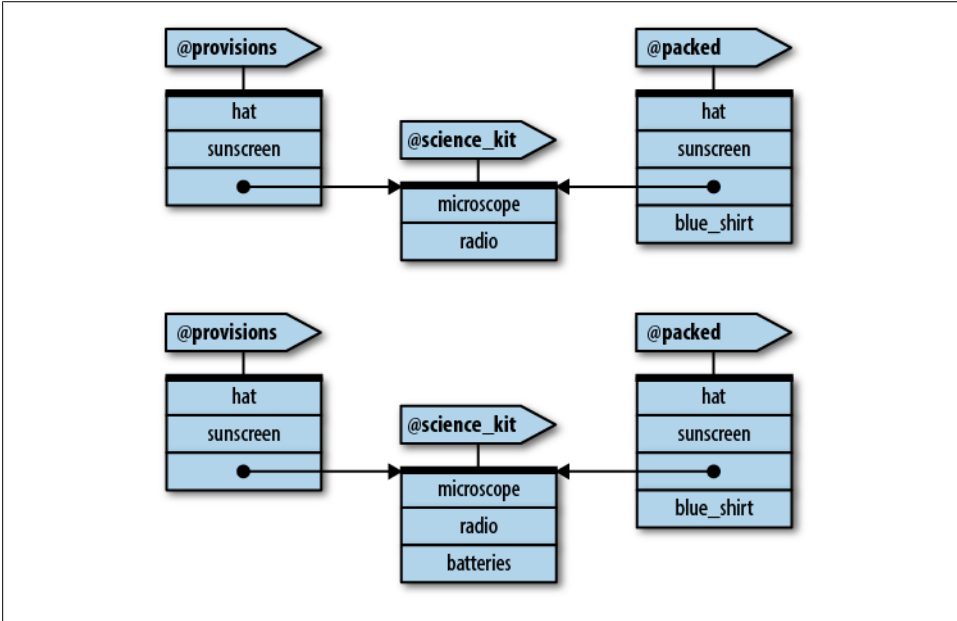 @provisions
hat
sunscreen
@science_kit
microscope
radio
@packed
hat
sunscreen
blue_shirt
@provisions
hat
sunscreen
@science_kit
microscope
radio
batteries
@packed
hat
sunscreen
blue_shirt